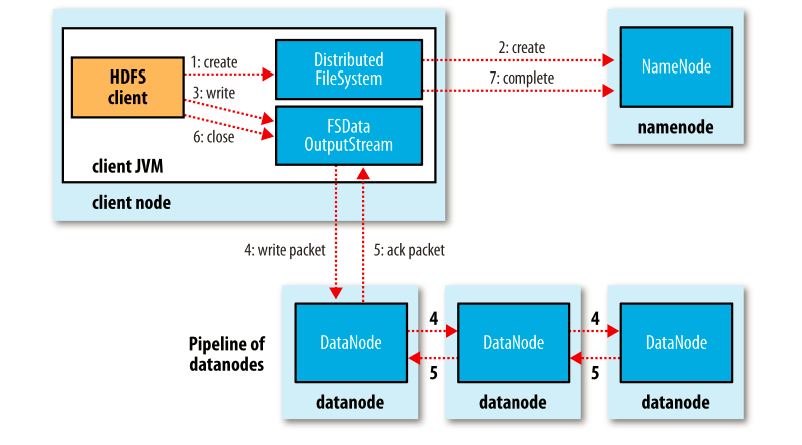 HDFS
client
1: create
3: write
6: close
Distributed
FileSystem
FSData
OutputStream
client JVM
client node
2: create
7: complete
NameNode
namenode
4: write packet
5: ack packet
Pipeline of
datanodes
DataNode
4
5
DataNode
4
5
DataNode
datanode
datanode
datanode